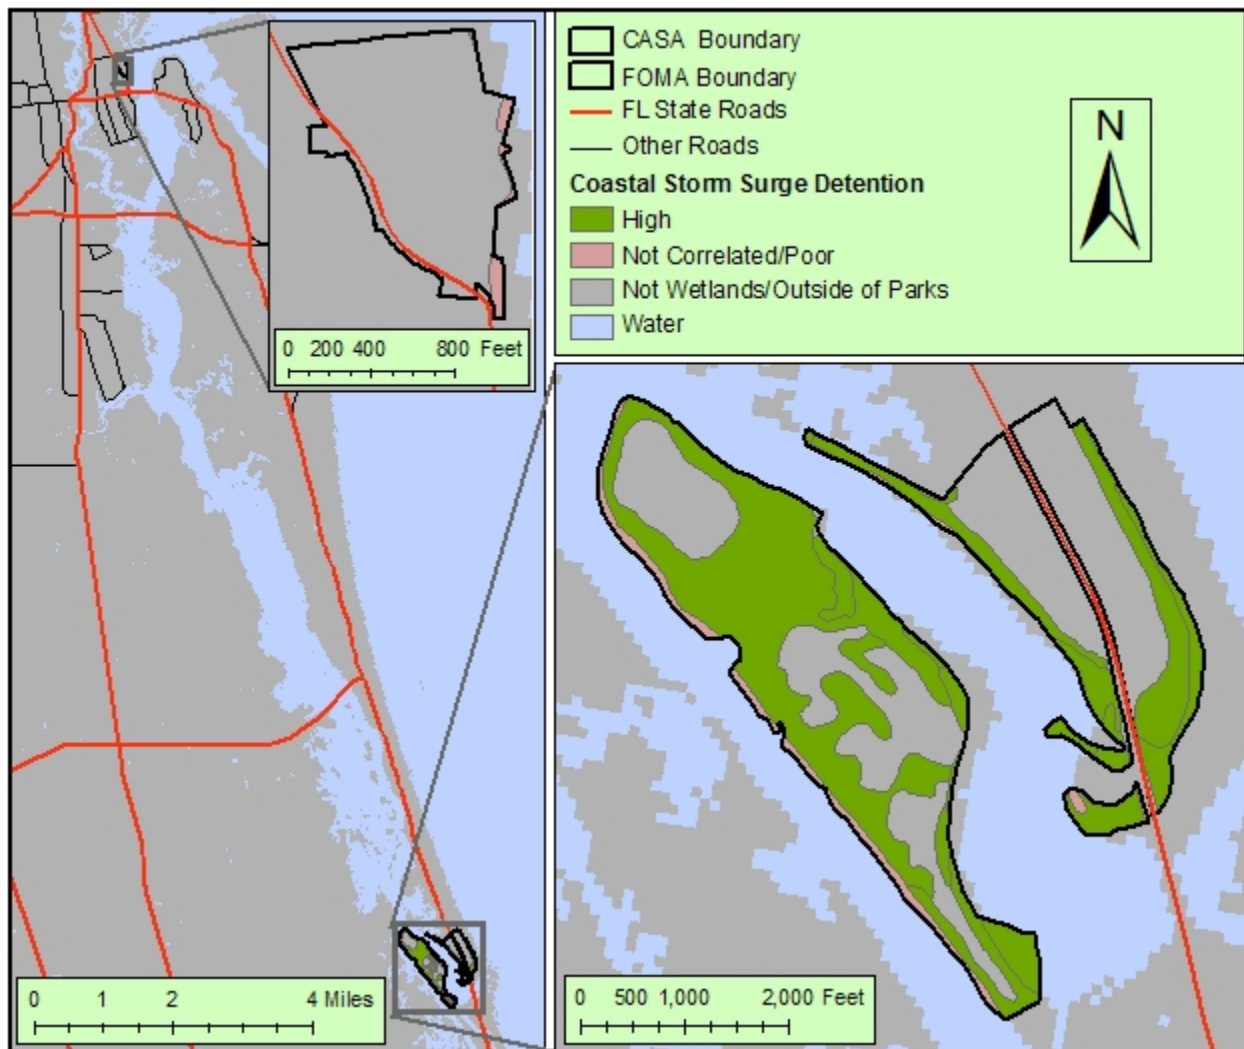 CASA Boundary
FOMA Boundary
FL State Roads
Other Roads
Coastal Storm Surge Detention
High
Not Correlated/Poor
Not Wetlands/Outside of Parks
Water
N
0 200 400 800 Feet
0 1 2 4 Miles
0 500 1,000 2,000 Feet